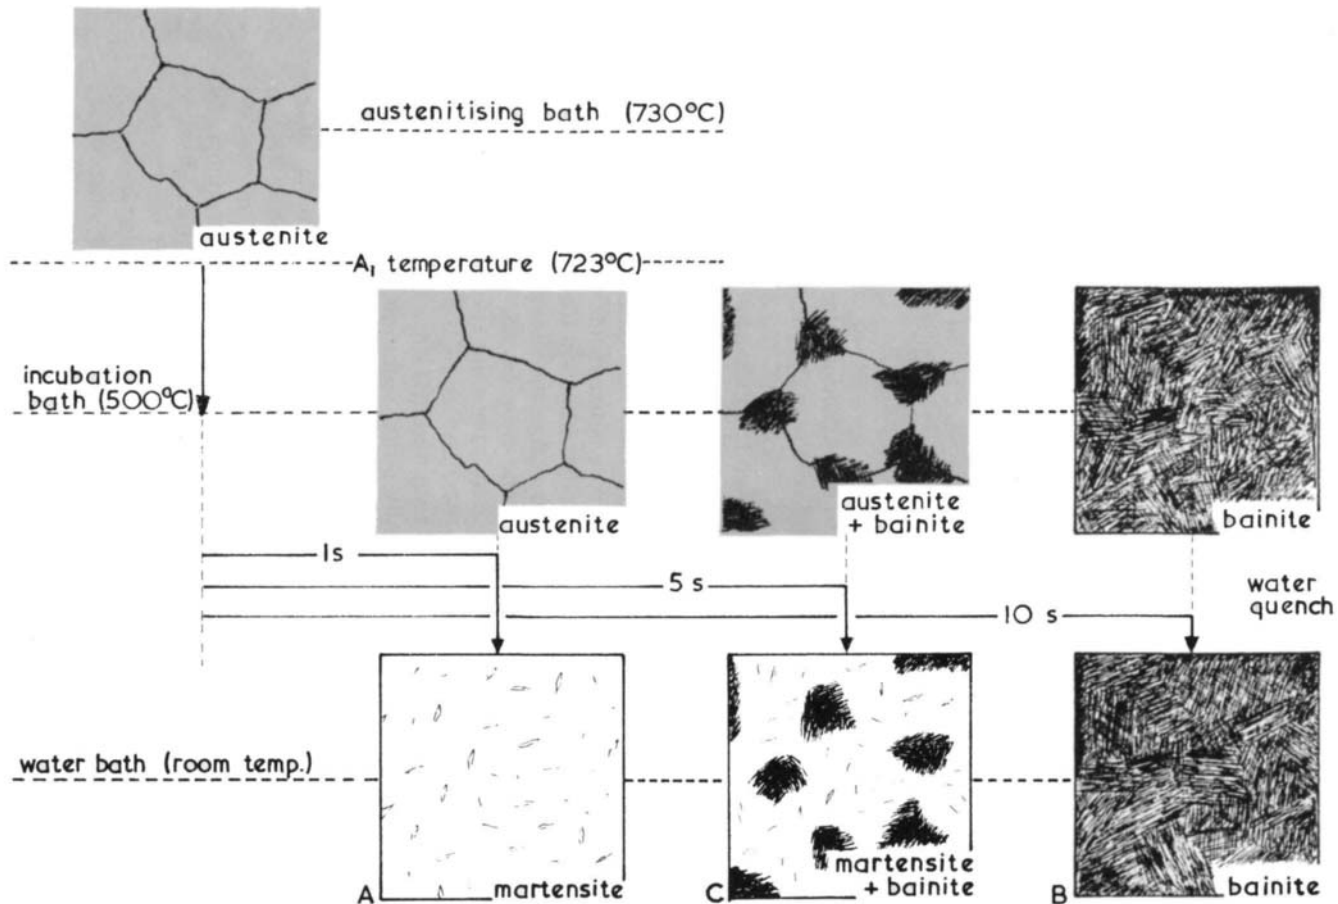 austenitising bath (730°C)
austenite
A₁ temperature (723°C)
incubation
bath (500°C)
austenite
austenite
+ bainite
bainite
1s
5 s
10 s
water
quench
water bath (room temp.)
A
martensite
C
martensite
+ bainite
B
bainite